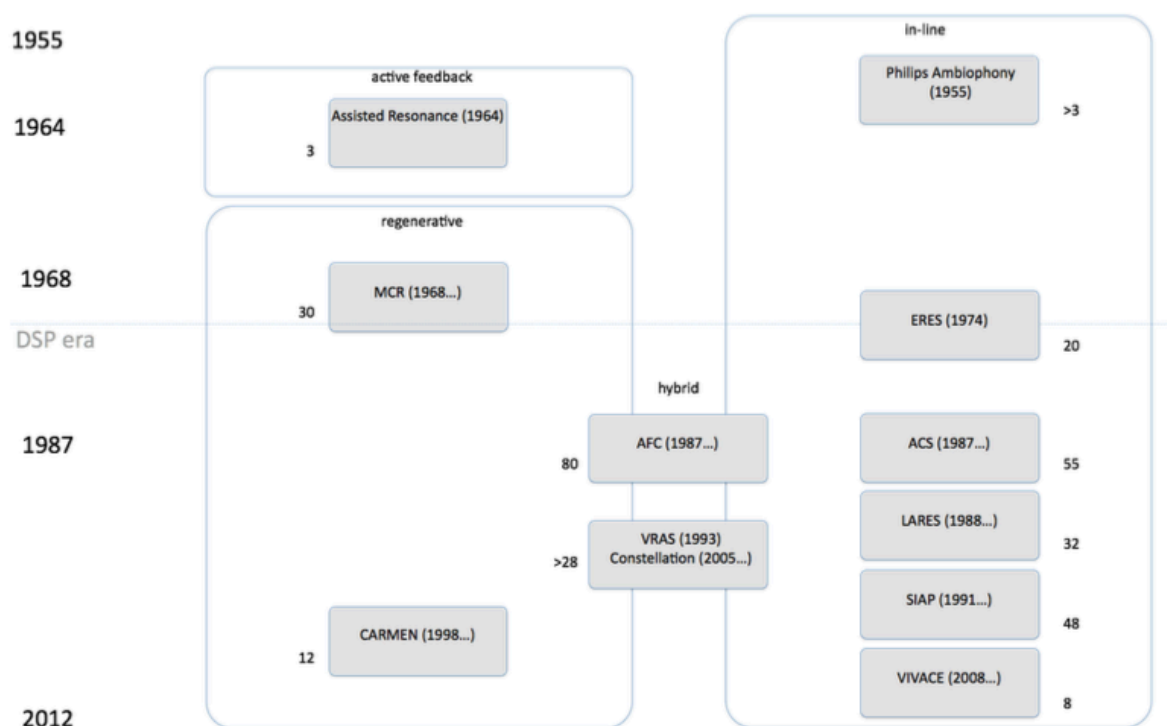 1955
in-line
active feedback
Philips Ambiophony
(1955)
>3
1964
Assisted Resonance (1964)
3
regenerative
1968
MCR (1968...)
30
ERES (1974)
20
DSP era
hybrid
1987
AFC (1987...)
80
ACS (1987...)
55
LARES (1988...)
32
VRAS (1993)
Constellation (2005...)
>28
SIAP (1991...)
48
CARMEN (1998...)
12
VIVACE (2008...)
8
2012